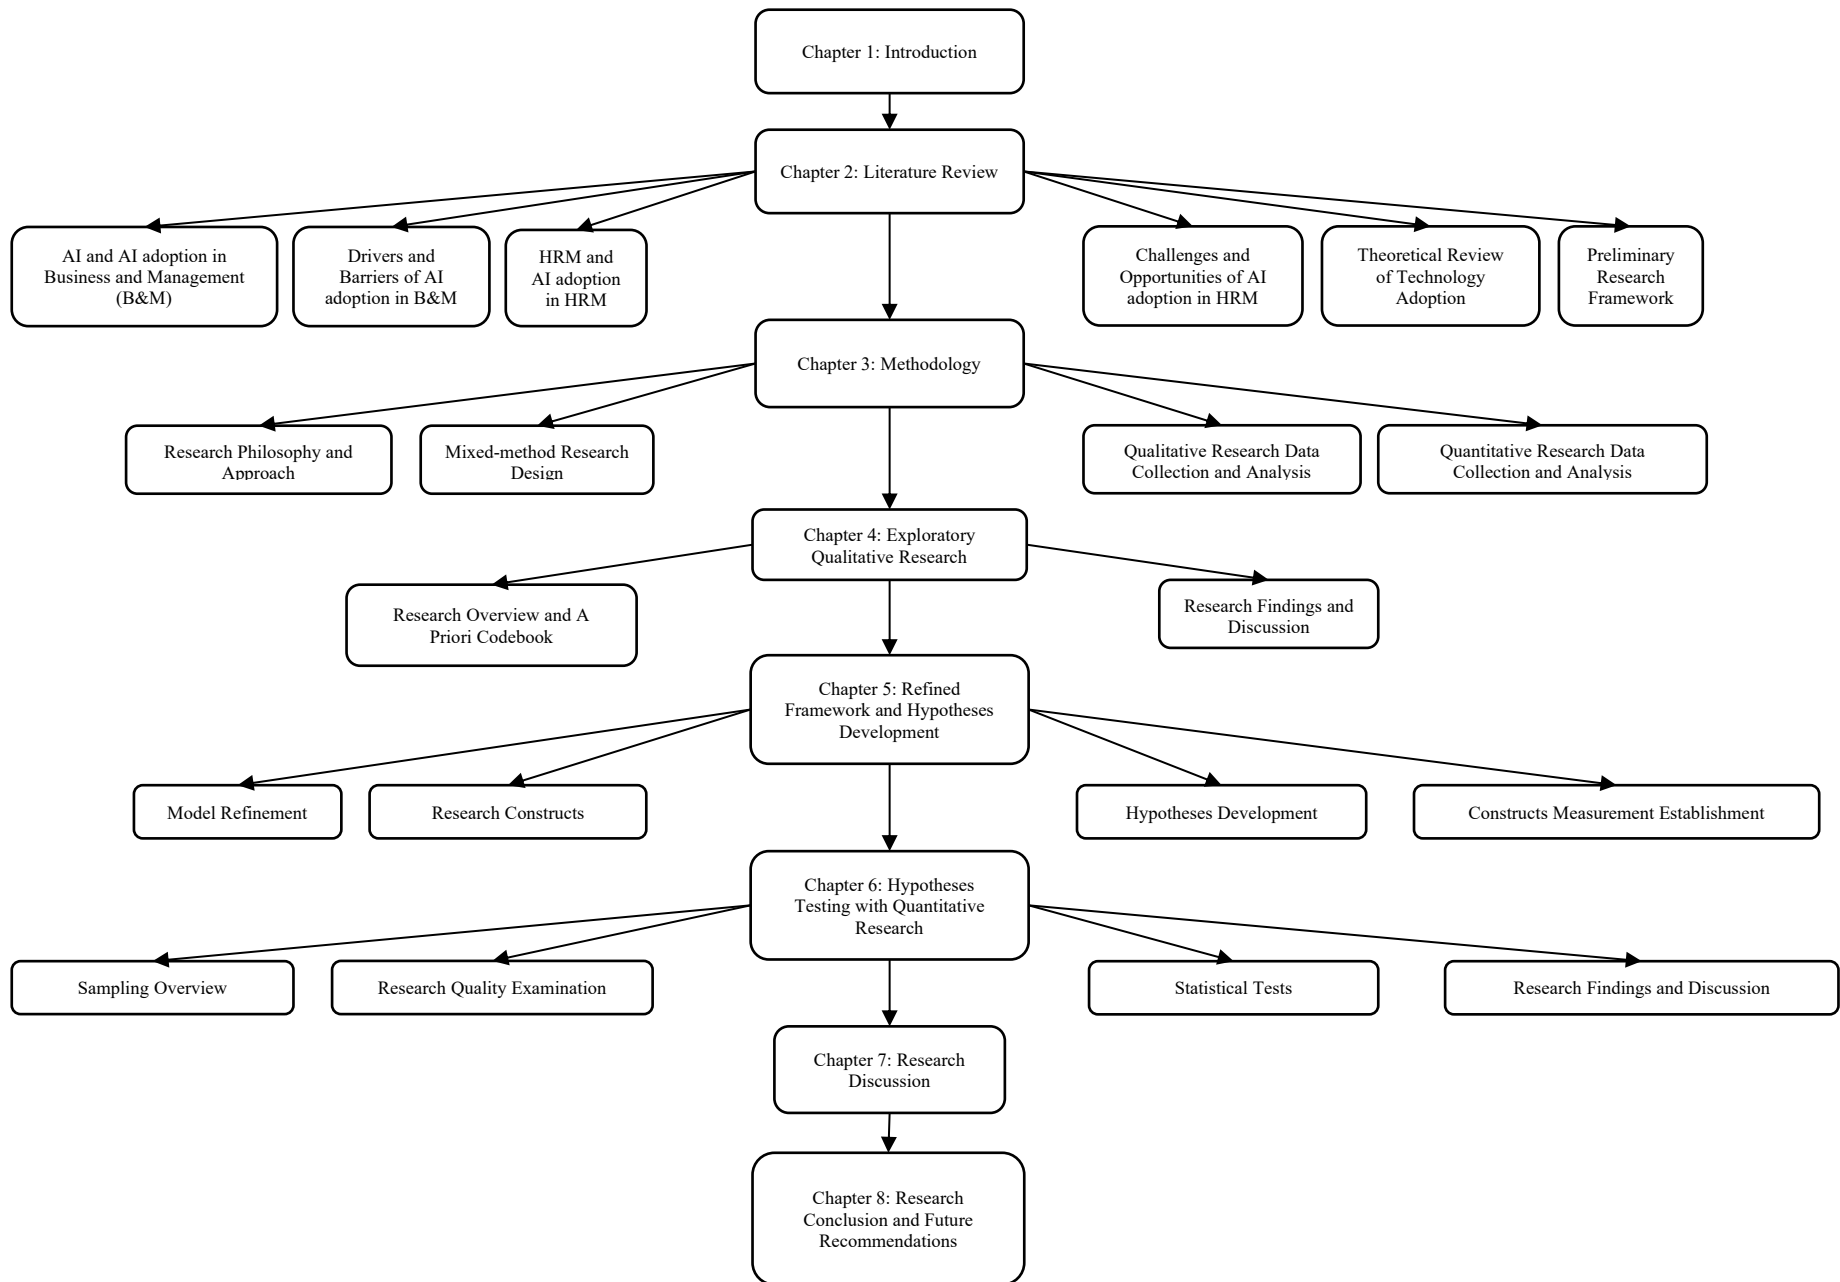 Chapter 1: Introduction
Chapter 2: Literature Review
AI and AI adoption in
Business and Management
(B&M)
Drivers and
Barriers of AI
adoption in B&M
HRM and
AI adoption
in HRM
Challenges and
Opportunities of AI
adoption in HRM
Theoretical Review
of Technology
Adoption
Preliminary
Research
Framework
Chapter 3: Methodology
Research Philosophy and
Approach
Mixed-method Research
Design
Qualitative Research Data
Collection and Analysis
Quantitative Research Data
Collection and Analysis
Chapter 4: Exploratory
Qualitative Research
Research Overview and A
Priori Codebook
Research Findings and
Discussion
Chapter 5: Refined
Framework and Hypotheses
Development
Model Refinement
Research Constructs
Hypotheses Development
Constructs Measurement Establishment
Chapter 6: Hypotheses
Testing with Quantitative
Research
Sampling Overview
Research Quality Examination
Statistical Tests
Research Findings and Discussion
Chapter 7: Research
Discussion
Chapter 8: Research
Conclusion and Future
Recommendations